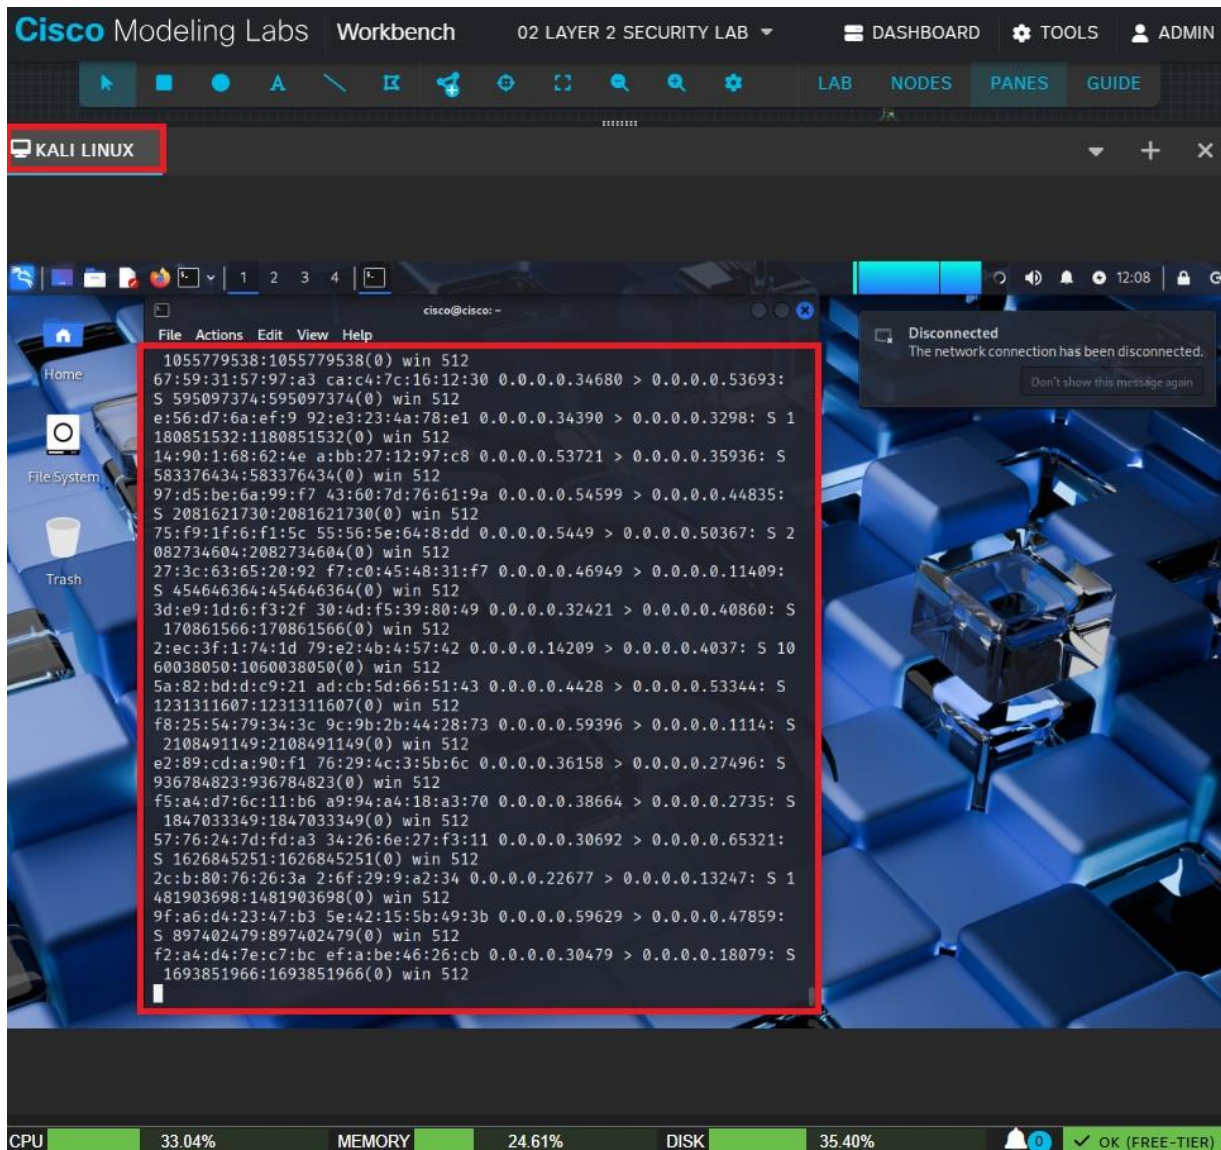 Cisco Modeling Labs Workbench 02 LAYER 2 SECURITY LAB DASHBOARD TOOLS ADMIN
A LAB NODES PANES GUIDE
KALI LINUX
1 2 3 4 12:08
cisco@cisco: ~
File Actions Edit View Help
Disconnected
The network connection has been disconnected.
Don't show this message again
Home
File System
Trash
1055779538:1055779538(0) win 512
67:59:31:57:97:a3 ca:c4:7c:16:12:30 0.0.0.0.34680 > 0.0.0.0.53693:
S 595097374:595097374(0) win 512
e:56:d7:6a:ef:9 92:e3:23:4a:78:e1 0.0.0.0.34390 > 0.0.0.0.3298: S 1
180851532:1180851532(0) win 512
14:90:1:68:62:4e a:bb:27:12:97:c8 0.0.0.0.53721 > 0.0.0.0.35936: S
583376434:583376434(0) win 512
97:d5:be:6a:99:f7 43:60:7d:76:61:9a 0.0.0.0.54599 > 0.0.0.0.44835:
S 2081621730:2081621730(0) win 512
75:f9:1f:6:f1:5c 55:56:5e:64:8:dd 0.0.0.0.5449 > 0.0.0.0.50367: S 2
082734604:2082734604(0) win 512
27:3c:63:65:20:92 f7:c0:45:48:31:f7 0.0.0.0.46949 > 0.0.0.0.11409:
S 454646364:454646364(0) win 512
3d:e9:1d:6:f3:2f 30:4d:f5:39:80:49 0.0.0.0.32421 > 0.0.0.0.40860: S
170861566:170861566(0) win 512
2:ec:3f:1:74:1d 79:e2:4b:4:57:42 0.0.0.0.14209 > 0.0.0.0.4037: S 10
60038050:1060038050(0) win 512
5a:82:bd:d:c9:21 ad:cb:5d:66:51:43 0.0.0.0.4428 > 0.0.0.0.53344: S
1231311607:1231311607(0) win 512
f8:25:54:79:34:3c 9c:9b:2b:44:28:73 0.0.0.0.59396 > 0.0.0.0.1114: S
2108491149:2108491149(0) win 512
e2:89:cd:a:90:f1 76:29:4c:3:5b:6c 0.0.0.0.36158 > 0.0.0.0.27496: S
936784823:936784823(0) win 512
f5:a4:d7:6c:11:b6 a9:94:a4:18:a3:70 0.0.0.0.38664 > 0.0.0.0.2735: S
1847033349:1847033349(0) win 512
57:76:24:7d:fd:a3 34:26:6e:27:f3:11 0.0.0.0.30692 > 0.0.0.0.65321:
S 1626845251:1626845251(0) win 512
2c:b:80:76:26:3a 2:6f:29:9:a2:34 0.0.0.0.22677 > 0.0.0.0.13247: S 1
481903698:1481903698(0) win 512
9f:a6:d4:23:47:b3 5e:42:15:5b:49:3b 0.0.0.0.59629 > 0.0.0.0.47859:
S 897402479:897402479(0) win 512
f2:a4:d4:7e:c7:bc ef:a:be:46:26:cb 0.0.0.0.30479 > 0.0.0.0.18079: S
1693851966:1693851966(0) win 512
CPU 33.04% MEMORY 24.61% DISK 35.40% 0 OK (FREE-TIER)